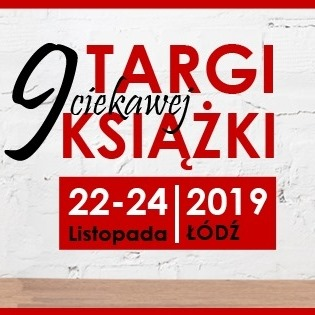 9 TARGI
ciekawej
KSIĄŻKI
22-24 | 2019
Listopada | ŁÓDŹ